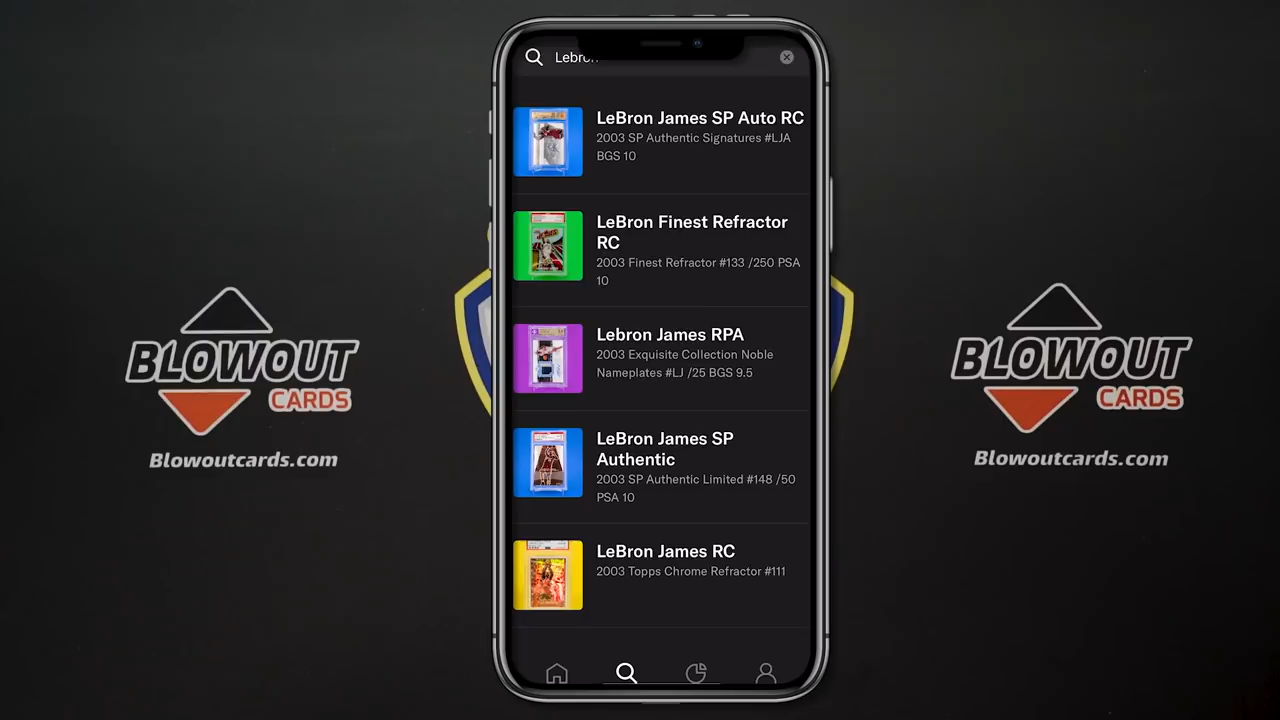 Lebron
LeBron James SP Auto RC
2003 SP Authentic Signatures #LJA
BGS 10
LeBron Finest Refractor
RC
2003 Finest Refractor #133 /250 PSA
10
Lebron James RPA
2003 Exquisite Collection Noble
Nameplates #LJ /25 BGS 9.5
LeBron James SP
Authentic
2003 SP Authentic Limited #148 /50
PSA 10
LeBron James RC
2003 Topps Chrome Refractor #111
BLOWOUT
CARDS
Blowoutcards.com
BLOWOUT
CARDS
Blowoutcards.com